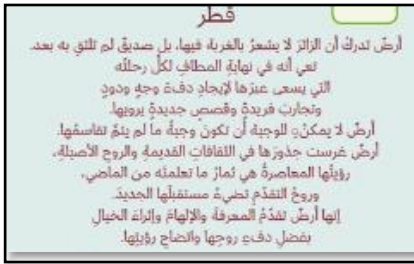 قطر
أرضٌ تدركُ أن الزائرَ لا يشعرُ بالغربة فيها، بل صديقٌ لم تلتقِ به بعد.
تعي أنه في نهايةِ المطافِ لكلِّ رحلته
التي يسعى عبرَها لإيجادِ دفءَ وجهٍ ودودٍ
وتجاربَ فريدةٍ وقصصٍ جديدةٍ يرويها.
أرضٌ لا يمكنُ للوجبة أن تكون وجبةً ما لم يتمّ تقاسمُها.
أرضٌ غرست جذورَها في الثقافاتِ القديمةِ والروحِ الأصيلةِ،
رؤيتُها المعاصرةُ هي ثمارُ ما تعلمتْه من الماضي،
وروحُ التقدّمِ تضيءُ مستقبلَها الجديدَ.
إنها أرضٌ تقدّمُ المعرفةَ والإلهامَ وإثراءَ الخيالِ
بفضلِ دفءِ روحِها واتضاحِ رؤيتِها.